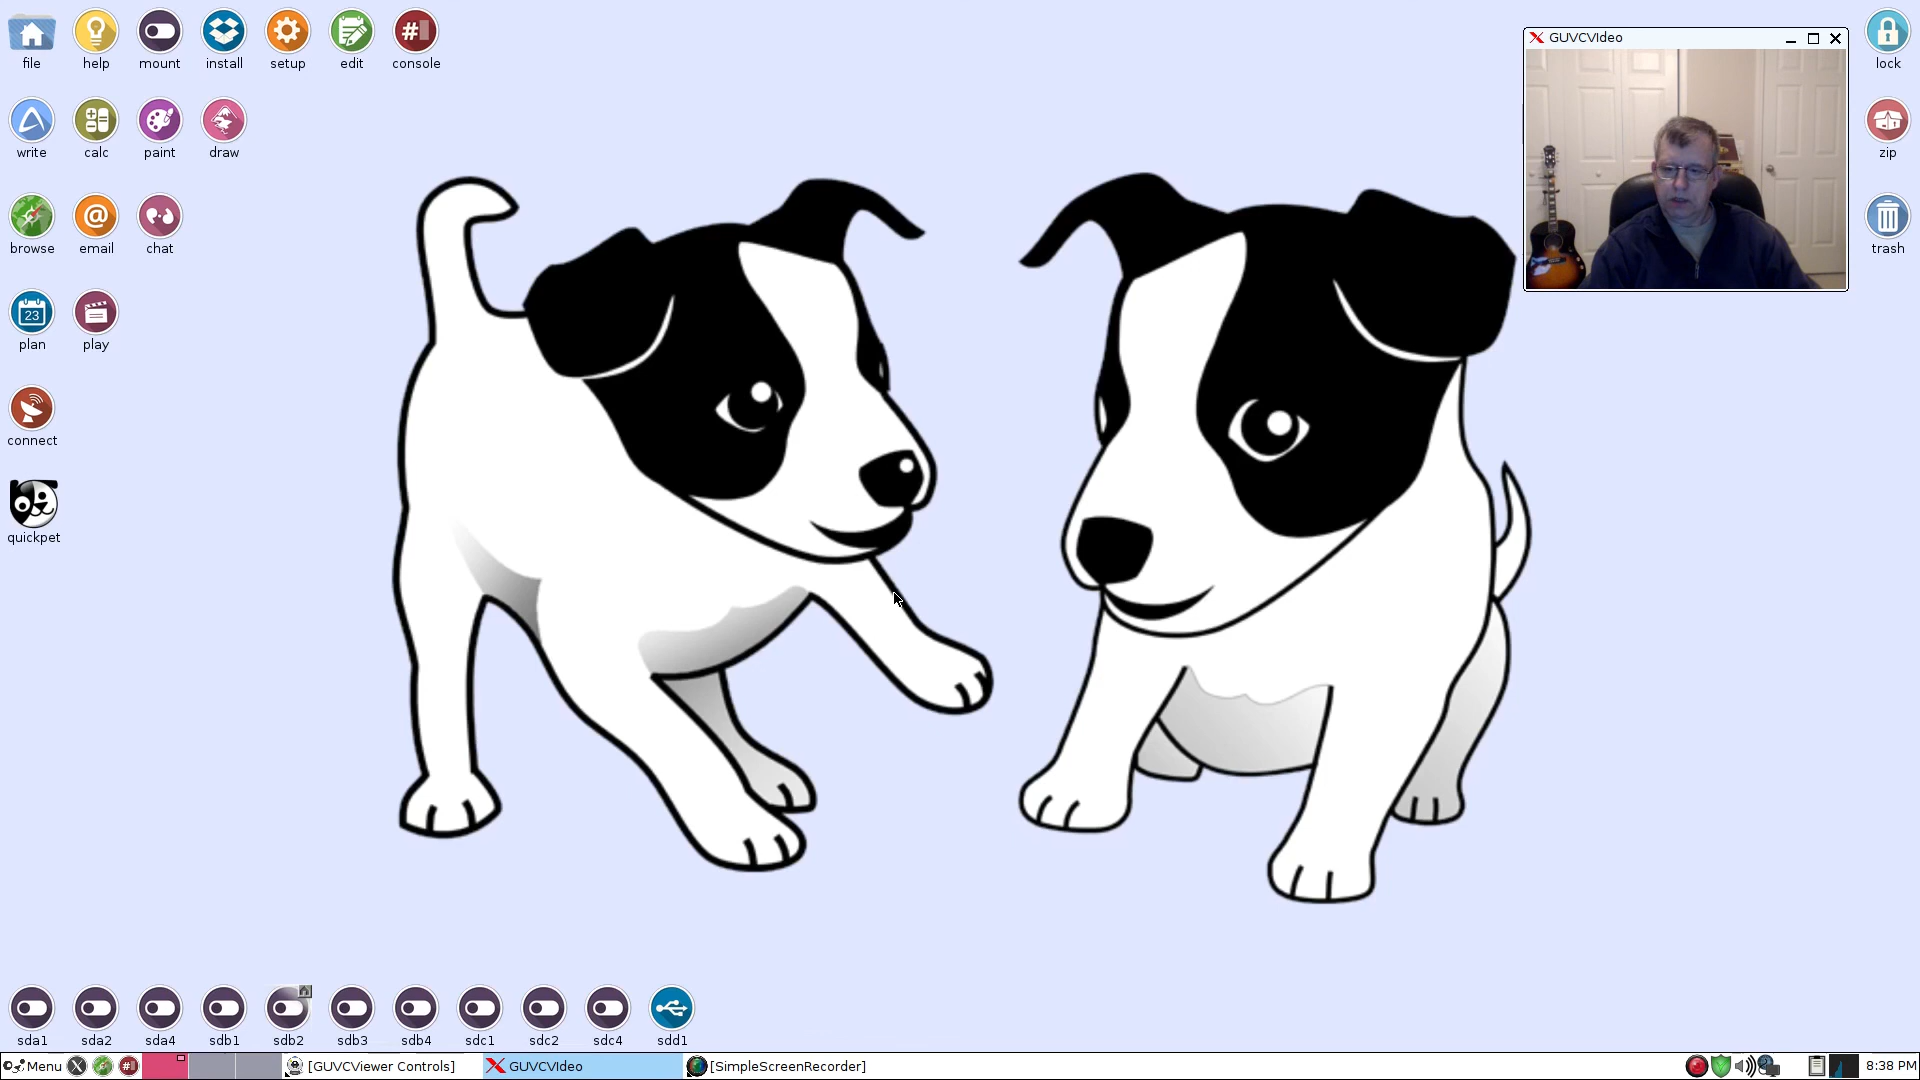 file help mount install setup edit console
write calc paint draw
browse email chat
plan play
23
connect
quickpet
GUVCVIdeo
lock
zip
trash
sda1 sda2 sda4 sdb1 sdb2 sdb3 sdb4 sdc1 sdc2 sdc4 sdd1
Menu [GUVCViewer Controls] GUVCVIdeo [SimpleScreenRecorder] 8:38 PM